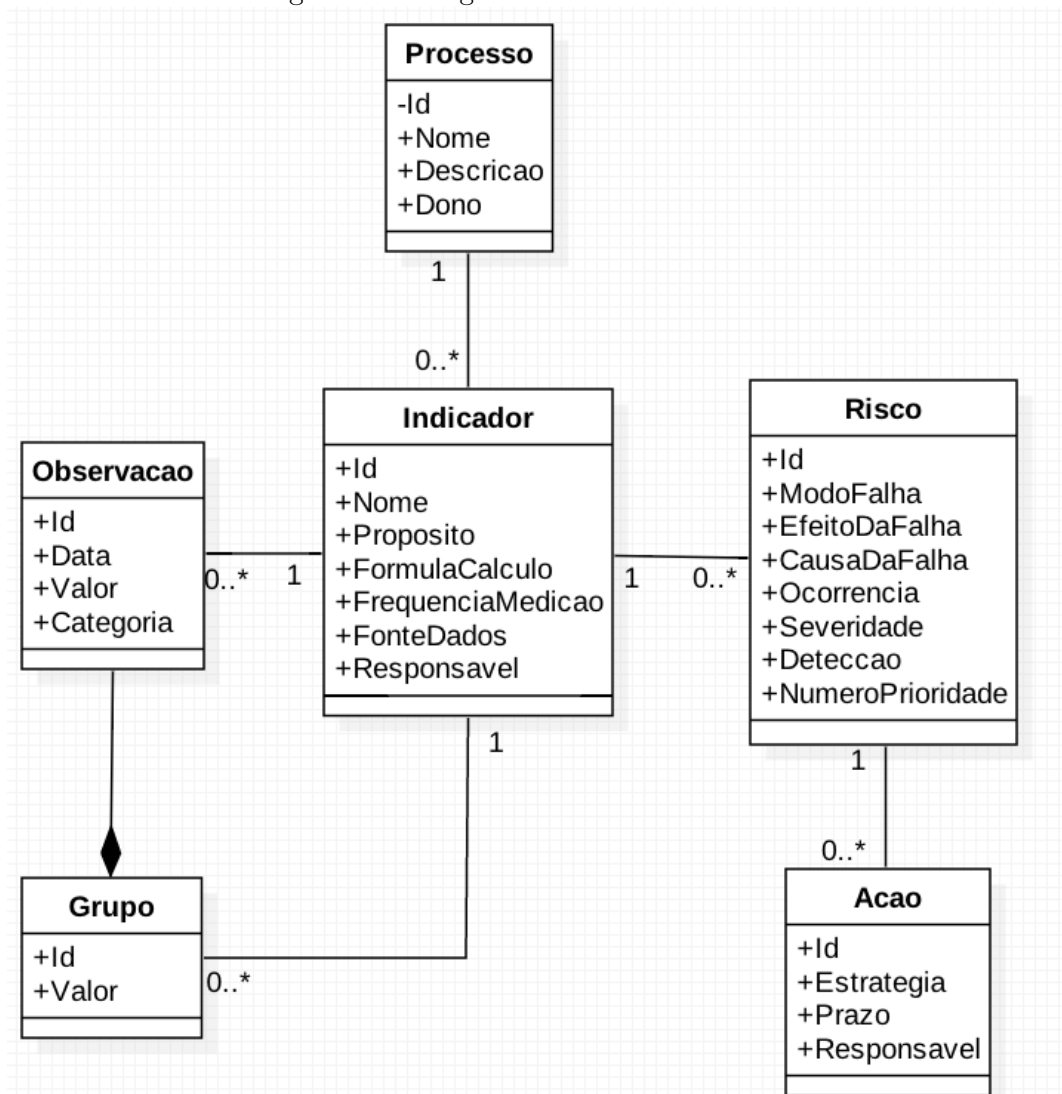 Processo
-Id
+Nome
+Descricao
+Dono
1
0..*
Indicador
+Id
+Nome
+Proposito
+FormulaCalculo
+FrequenciaMedicao
+FonteDados
+Responsavel
Risco
+Id
+ModoFalha
+EfeitoDaFalha
+CausaDaFalha
+Ocorrencia
+Severidade
+Deteccao
+NumeroPrioridade
Observacao
+Id
+Data
+Valor
+Categoria
0..*
1
1
0..*
1
1
0..*
Grupo
+Id
+Valor
0..*
Acao
+Id
+Estrategia
+Prazo
+Responsavel